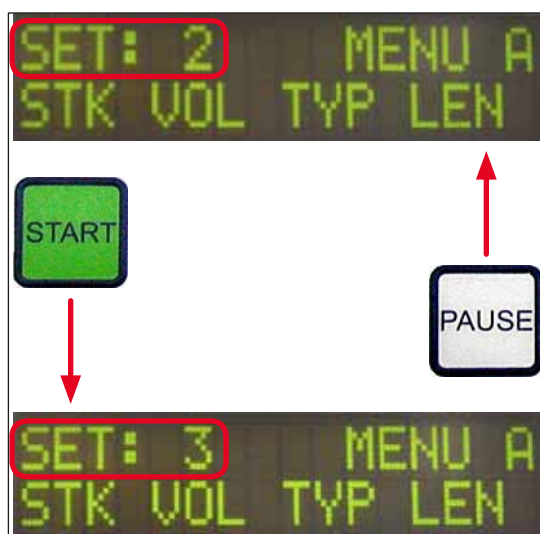 SET: 2 MENU A
STK VOL TYP LEN
START
PAUSE
SET: 3 MENU A
STK VOL TYP LEN